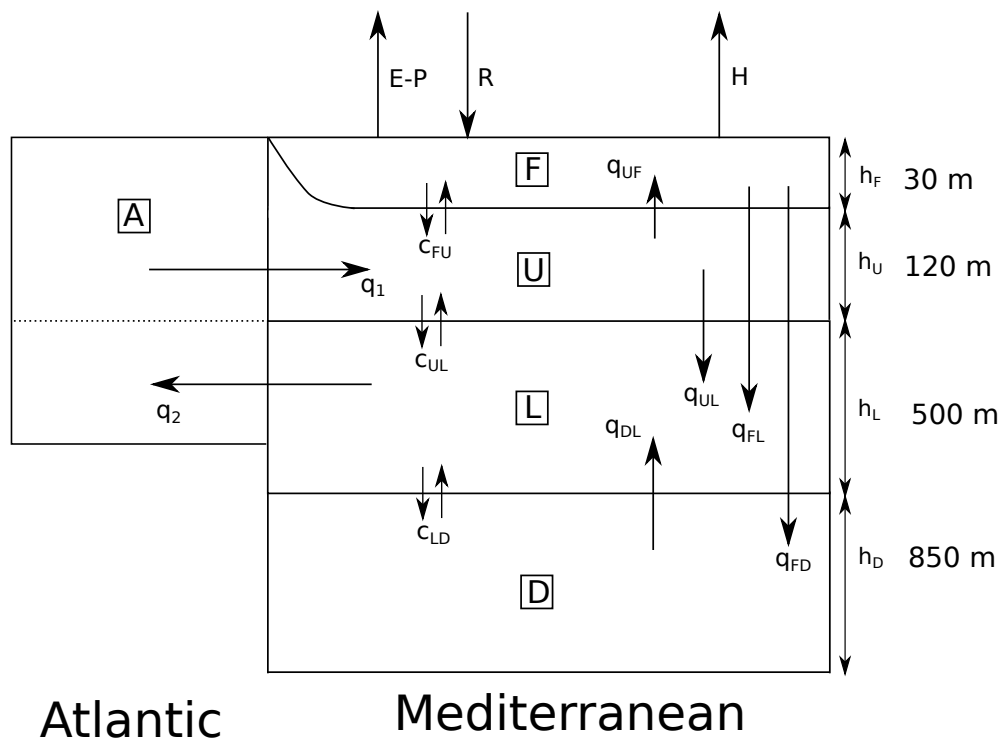 E-P
R
H
F
q_UF
h_F
30 m
A
c_FU
q_1
U
h_U
120 m
c_UL
q_2
L
q_UL
q_FL
q_DL
h_L
500 m
c_LD
q_FD
h_D
850 m
D
Atlantic
Mediterranean